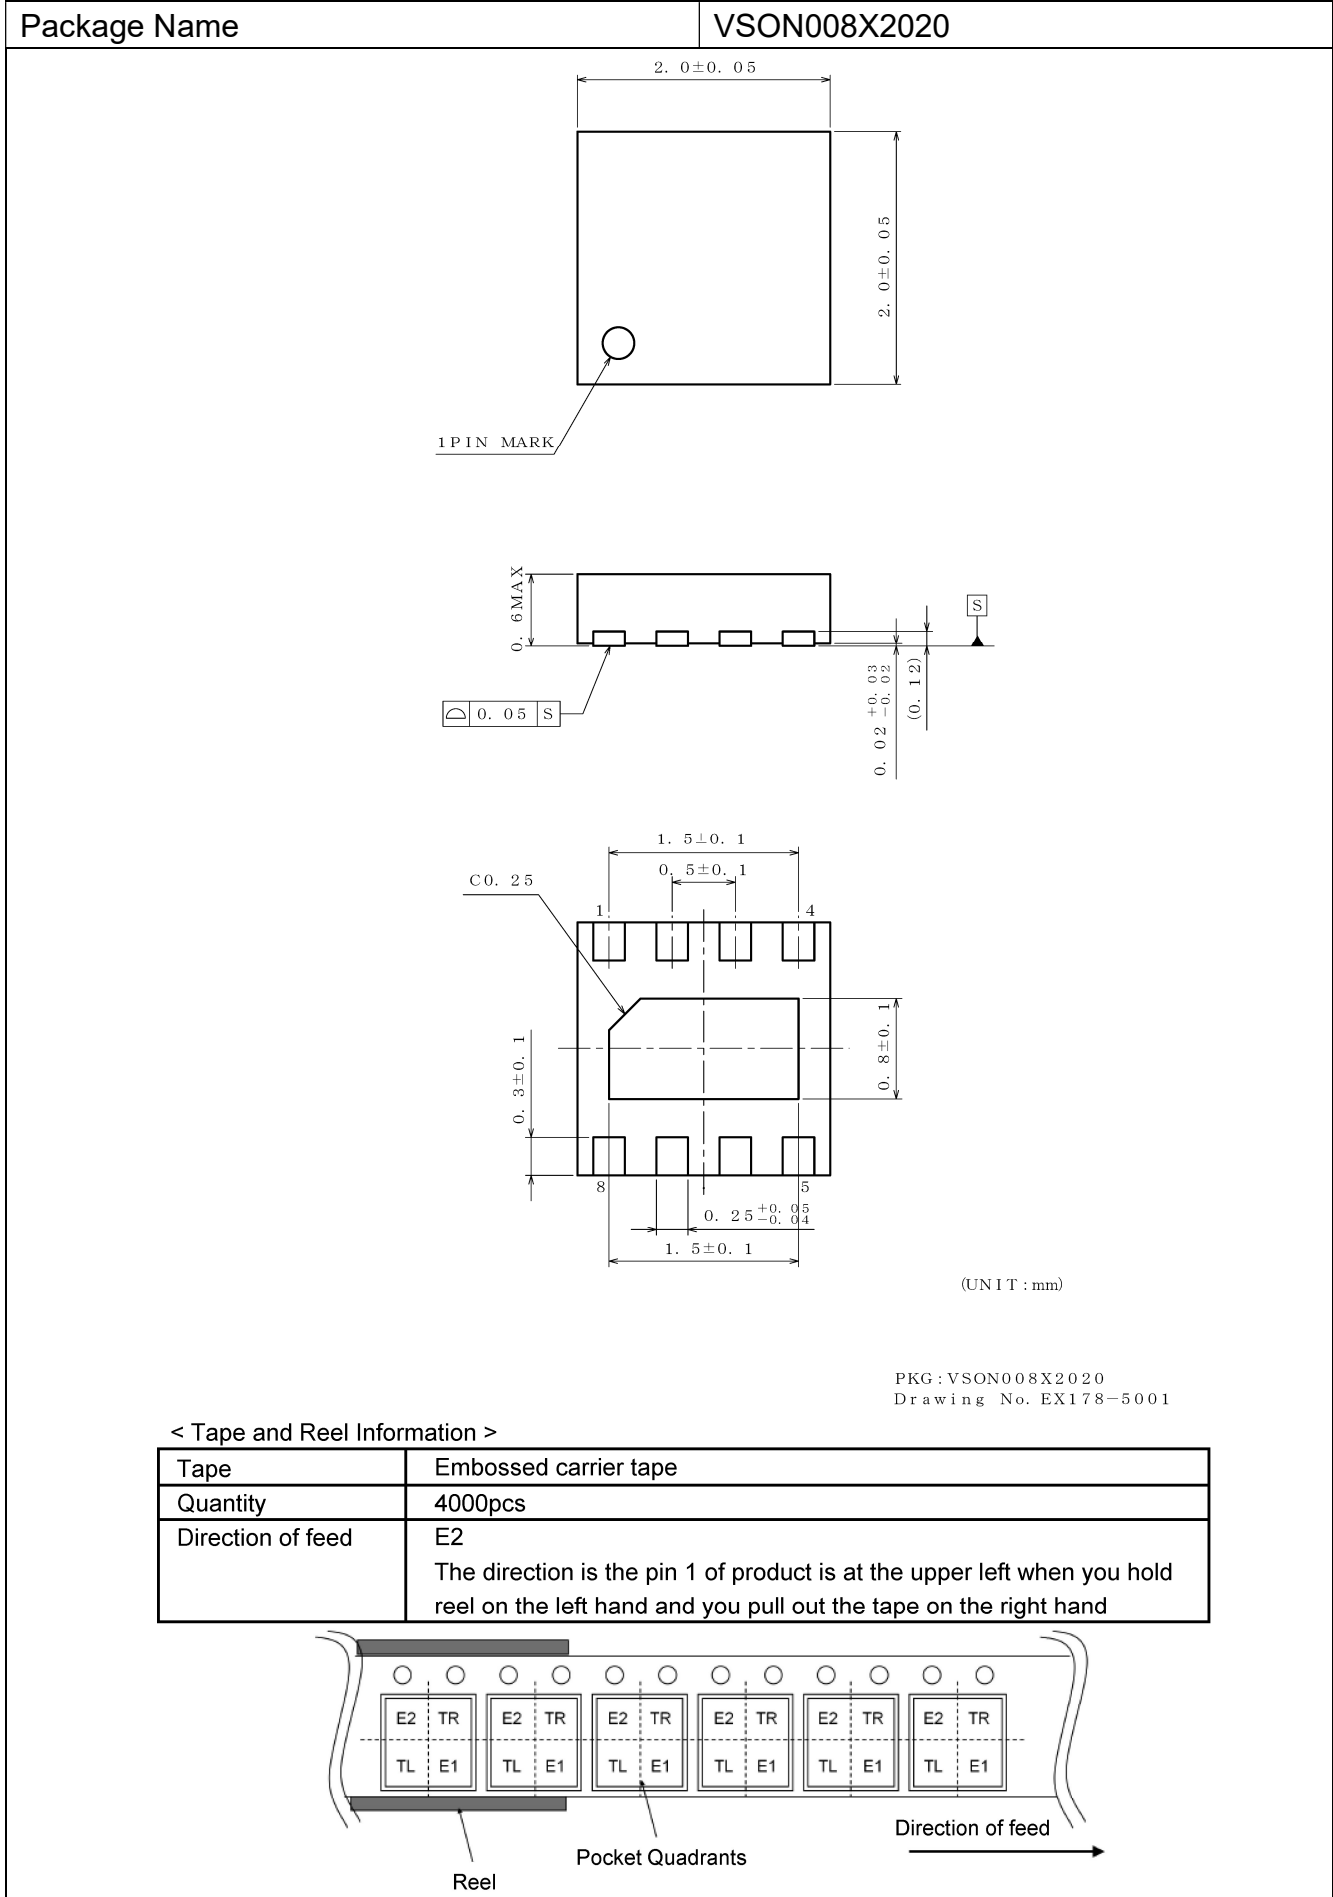 Package Name VSON008X2020
2. 0±0. 05
2. 0±0. 05
1PIN MARK
0. 6MAX
S
0. 05 S
0. 02 +0. 03 −0. 02
(0. 12)
1. 5±0. 1
0. 5±0. 1
C0. 25
1 4
0. 8±0. 1
0. 3±0. 1
8 5
0. 25 +0. 05 −0. 04
1. 5±0. 1
(UNIT:mm)
PKG:VSON008X2020
Drawing No. EX178−5001
< Tape and Reel Information >
Tape Embossed carrier tape
Quantity 4000pcs
Direction of feed E2
The direction is the pin 1 of product is at the upper left when you hold
reel on the left hand and you pull out the tape on the right hand
E2 TR E2 TR E2 TR E2 TR E2 TR E2 TR
TL E1 TL E1 TL E1 TL E1 TL E1 TL E1
Direction of feed
Pocket Quadrants
Reel